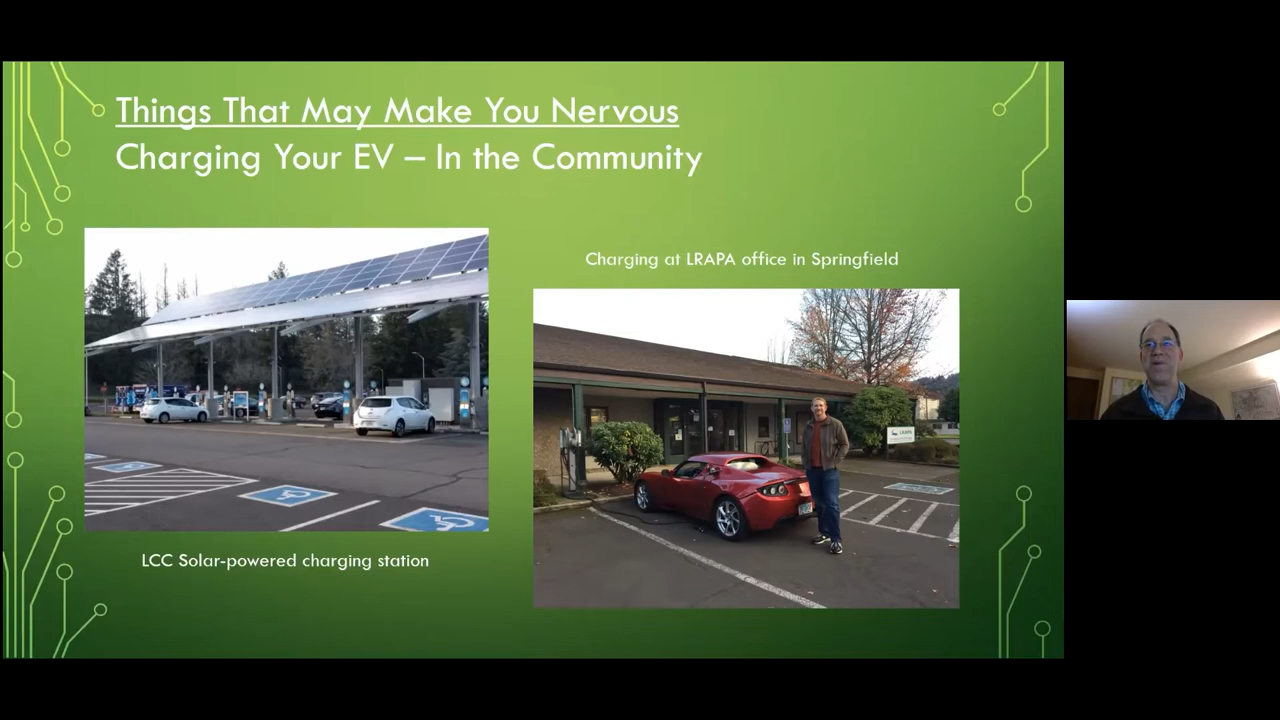 Things That May Make You Nervous
Charging Your EV – In the Community
Charging at LRAPA office in Springfield
LRAPA
LCC Solar-powered charging station